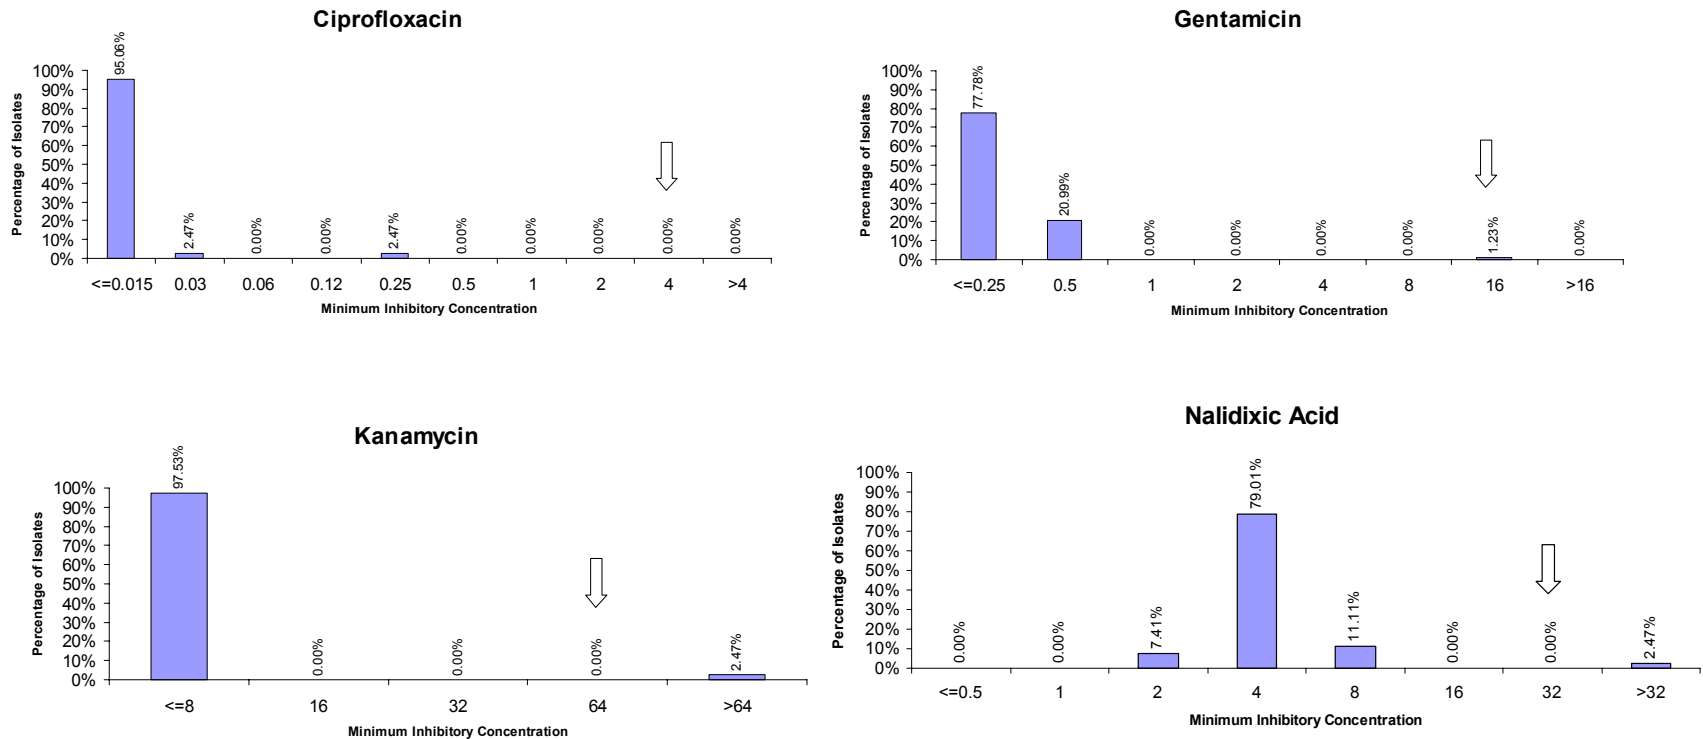 Ciprofloxacin
Percentage of Isolates
100%
90%
80%
70%
60%
50%
40%
30%
20%
10%
0%
95.06% 2.47% 0.00% 0.00% 2.47% 0.00% 0.00% 0.00% 0.00% 0.00%
<=0.015 0.03 0.06 0.12 0.25 0.5 1 2 4 >4
Minimum Inhibitory Concentration
Gentamicin
Percentage of Isolates
100%
90%
80%
70%
60%
50%
40%
30%
20%
10%
0%
77.78% 20.99% 0.00% 0.00% 0.00% 0.00% 1.23% 0.00%
<=0.25 0.5 1 2 4 8 16 >16
Minimum Inhibitory Concentration
Kanamycin
Percentage of Isolates
100%
90%
80%
70%
60%
50%
40%
30%
20%
10%
0%
97.53% 0.00% 0.00% 0.00% 2.47%
<=8 16 32 64 >64
Minimum Inhibitory Concentration
Nalidixic Acid
Percentage of Isolates
100%
90%
80%
70%
60%
50%
40%
30%
20%
10%
0%
0.00% 0.00% 7.41% 79.01% 11.11% 0.00% 0.00% 2.47%
<=0.5 1 2 4 8 16 32 >32
Minimum Inhibitory Concentration